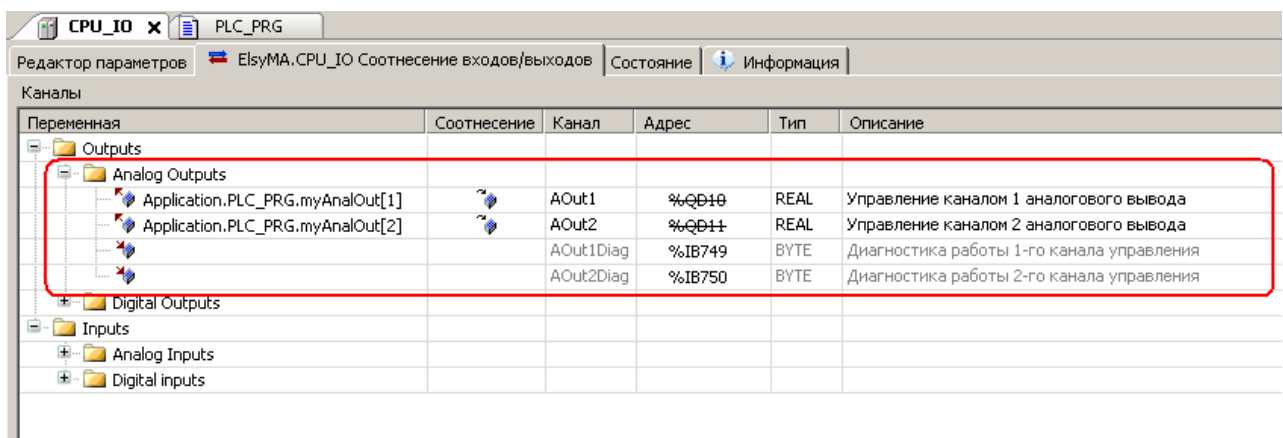 CPU_IO PLC_PRG
Редактор параметров ElsyMA.CPU_IO Соотнесение входов/выходов Состояние Информация
Каналы
Переменная Соотнесение Канал Адрес Тип Описание
Outputs
Analog Outputs
Application.PLC_PRG.myAnalOut[1] AOut1 %QD10 REAL Управление каналом 1 аналогового вывода
Application.PLC_PRG.myAnalOut[2] AOut2 %QD11 REAL Управление каналом 2 аналогового вывода
AOut1Diag %IB749 BYTE Диагностика работы 1-го канала управления
AOut2Diag %IB750 BYTE Диагностика работы 2-го канала управления
Digital Outputs
Inputs
Analog Inputs
Digital inputs